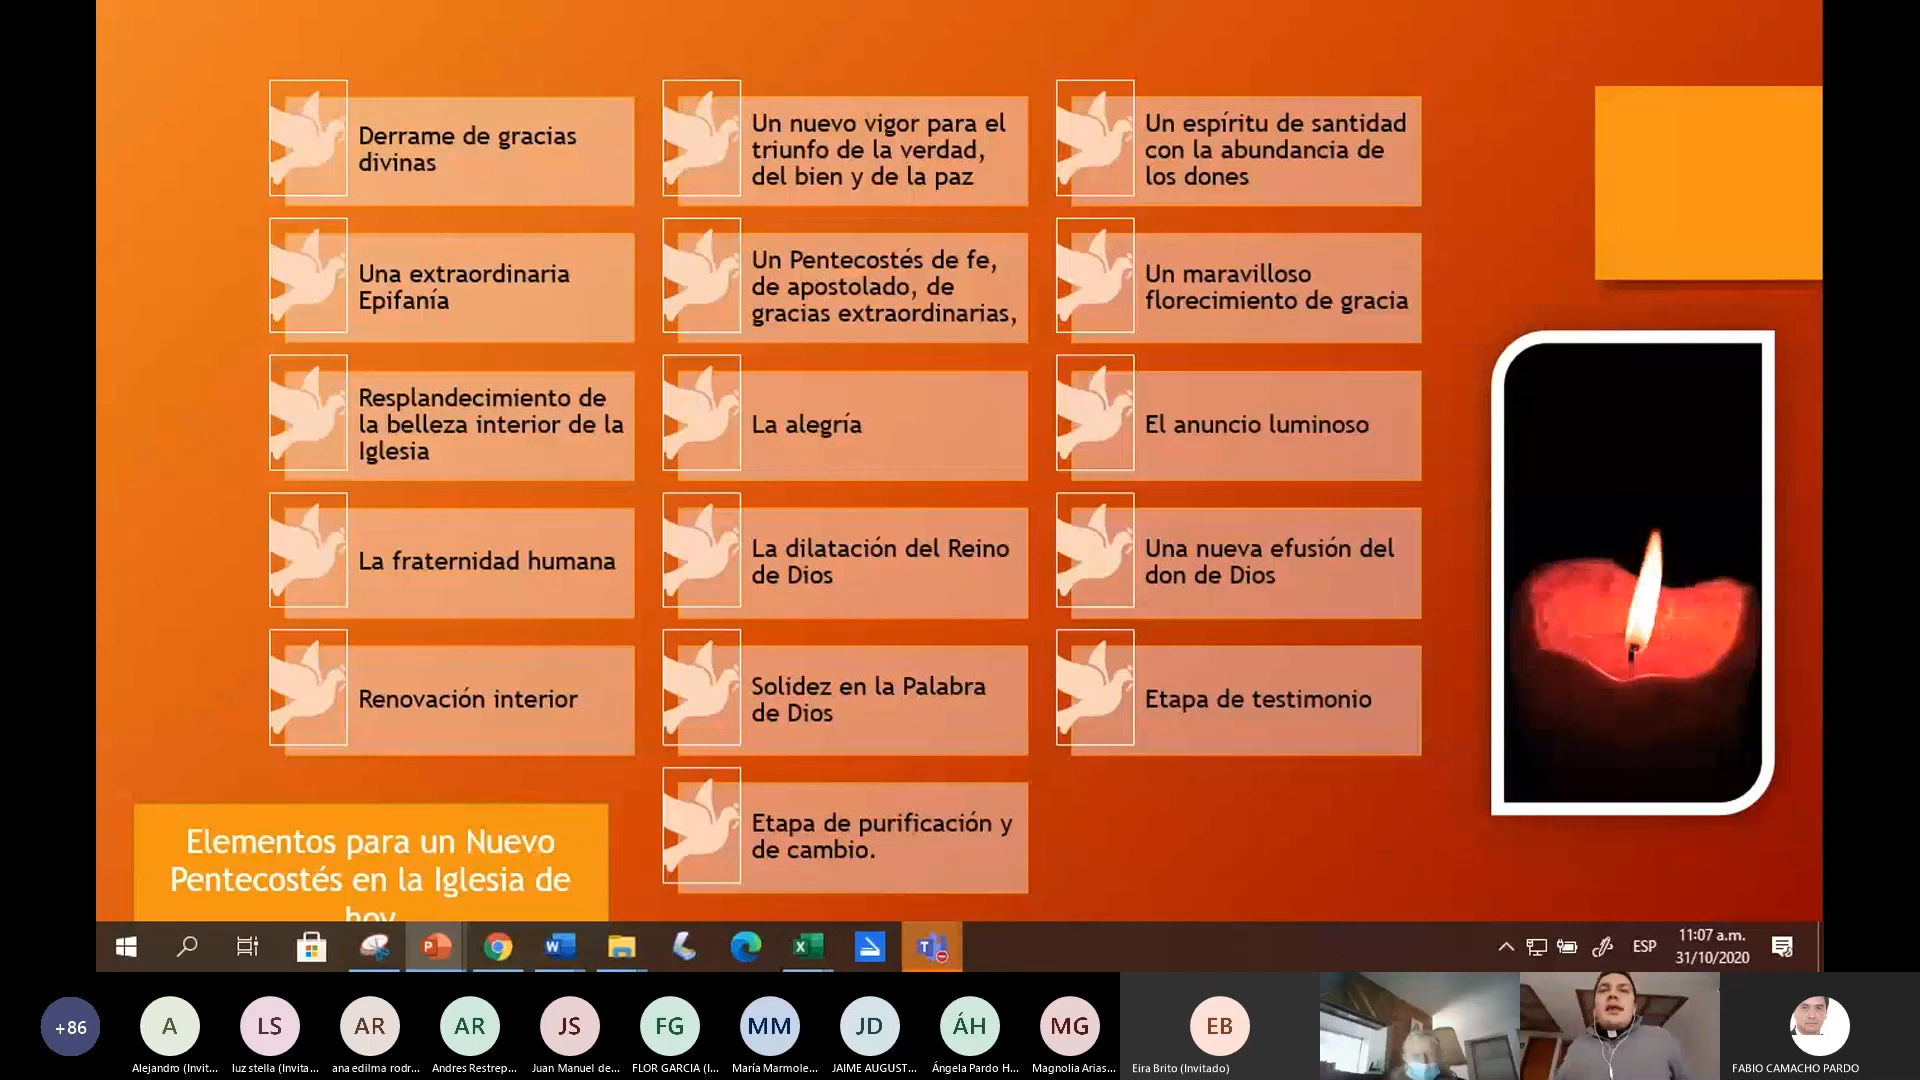 Derrame de gracias
divinas
Un nuevo vigor para el
triunfo de la verdad,
del bien y de la paz
Un espíritu de santidad
con la abundancia de
los dones
Una extraordinaria
Epifanía
Un Pentecostés de fe,
de apostolado, de
gracias extraordinarias,
Un maravilloso
florecimiento de gracia
Resplandecimiento de
la belleza interior de la
Iglesia
La alegría
El anuncio luminoso
La fraternidad humana
La dilatación del Reino
de Dios
Una nueva efusión del
don de Dios
Renovación interior
Solidez en la Palabra
de Dios
Etapa de testimonio
Etapa de purificación y
de cambio.
Elementos para un Nuevo
Pentecostés en la Iglesia de
hoy
ESP
11:07 a.m.
31/10/2020
+86
A
LS
AR
AR
JS
FG
MM
JD
ÁH
MG
EB
Alejandro (Invit...
luz stella (Invita...
ana edilma rodr...
Andres Restrep...
Juan Manuel de...
FLOR GARCIA (I...
María Marmole...
JAIME AUGUST...
Ángela Pardo H...
Magnolia Arias...
Eira Brito (Invitado)
FABIO CAMACHO PARDO